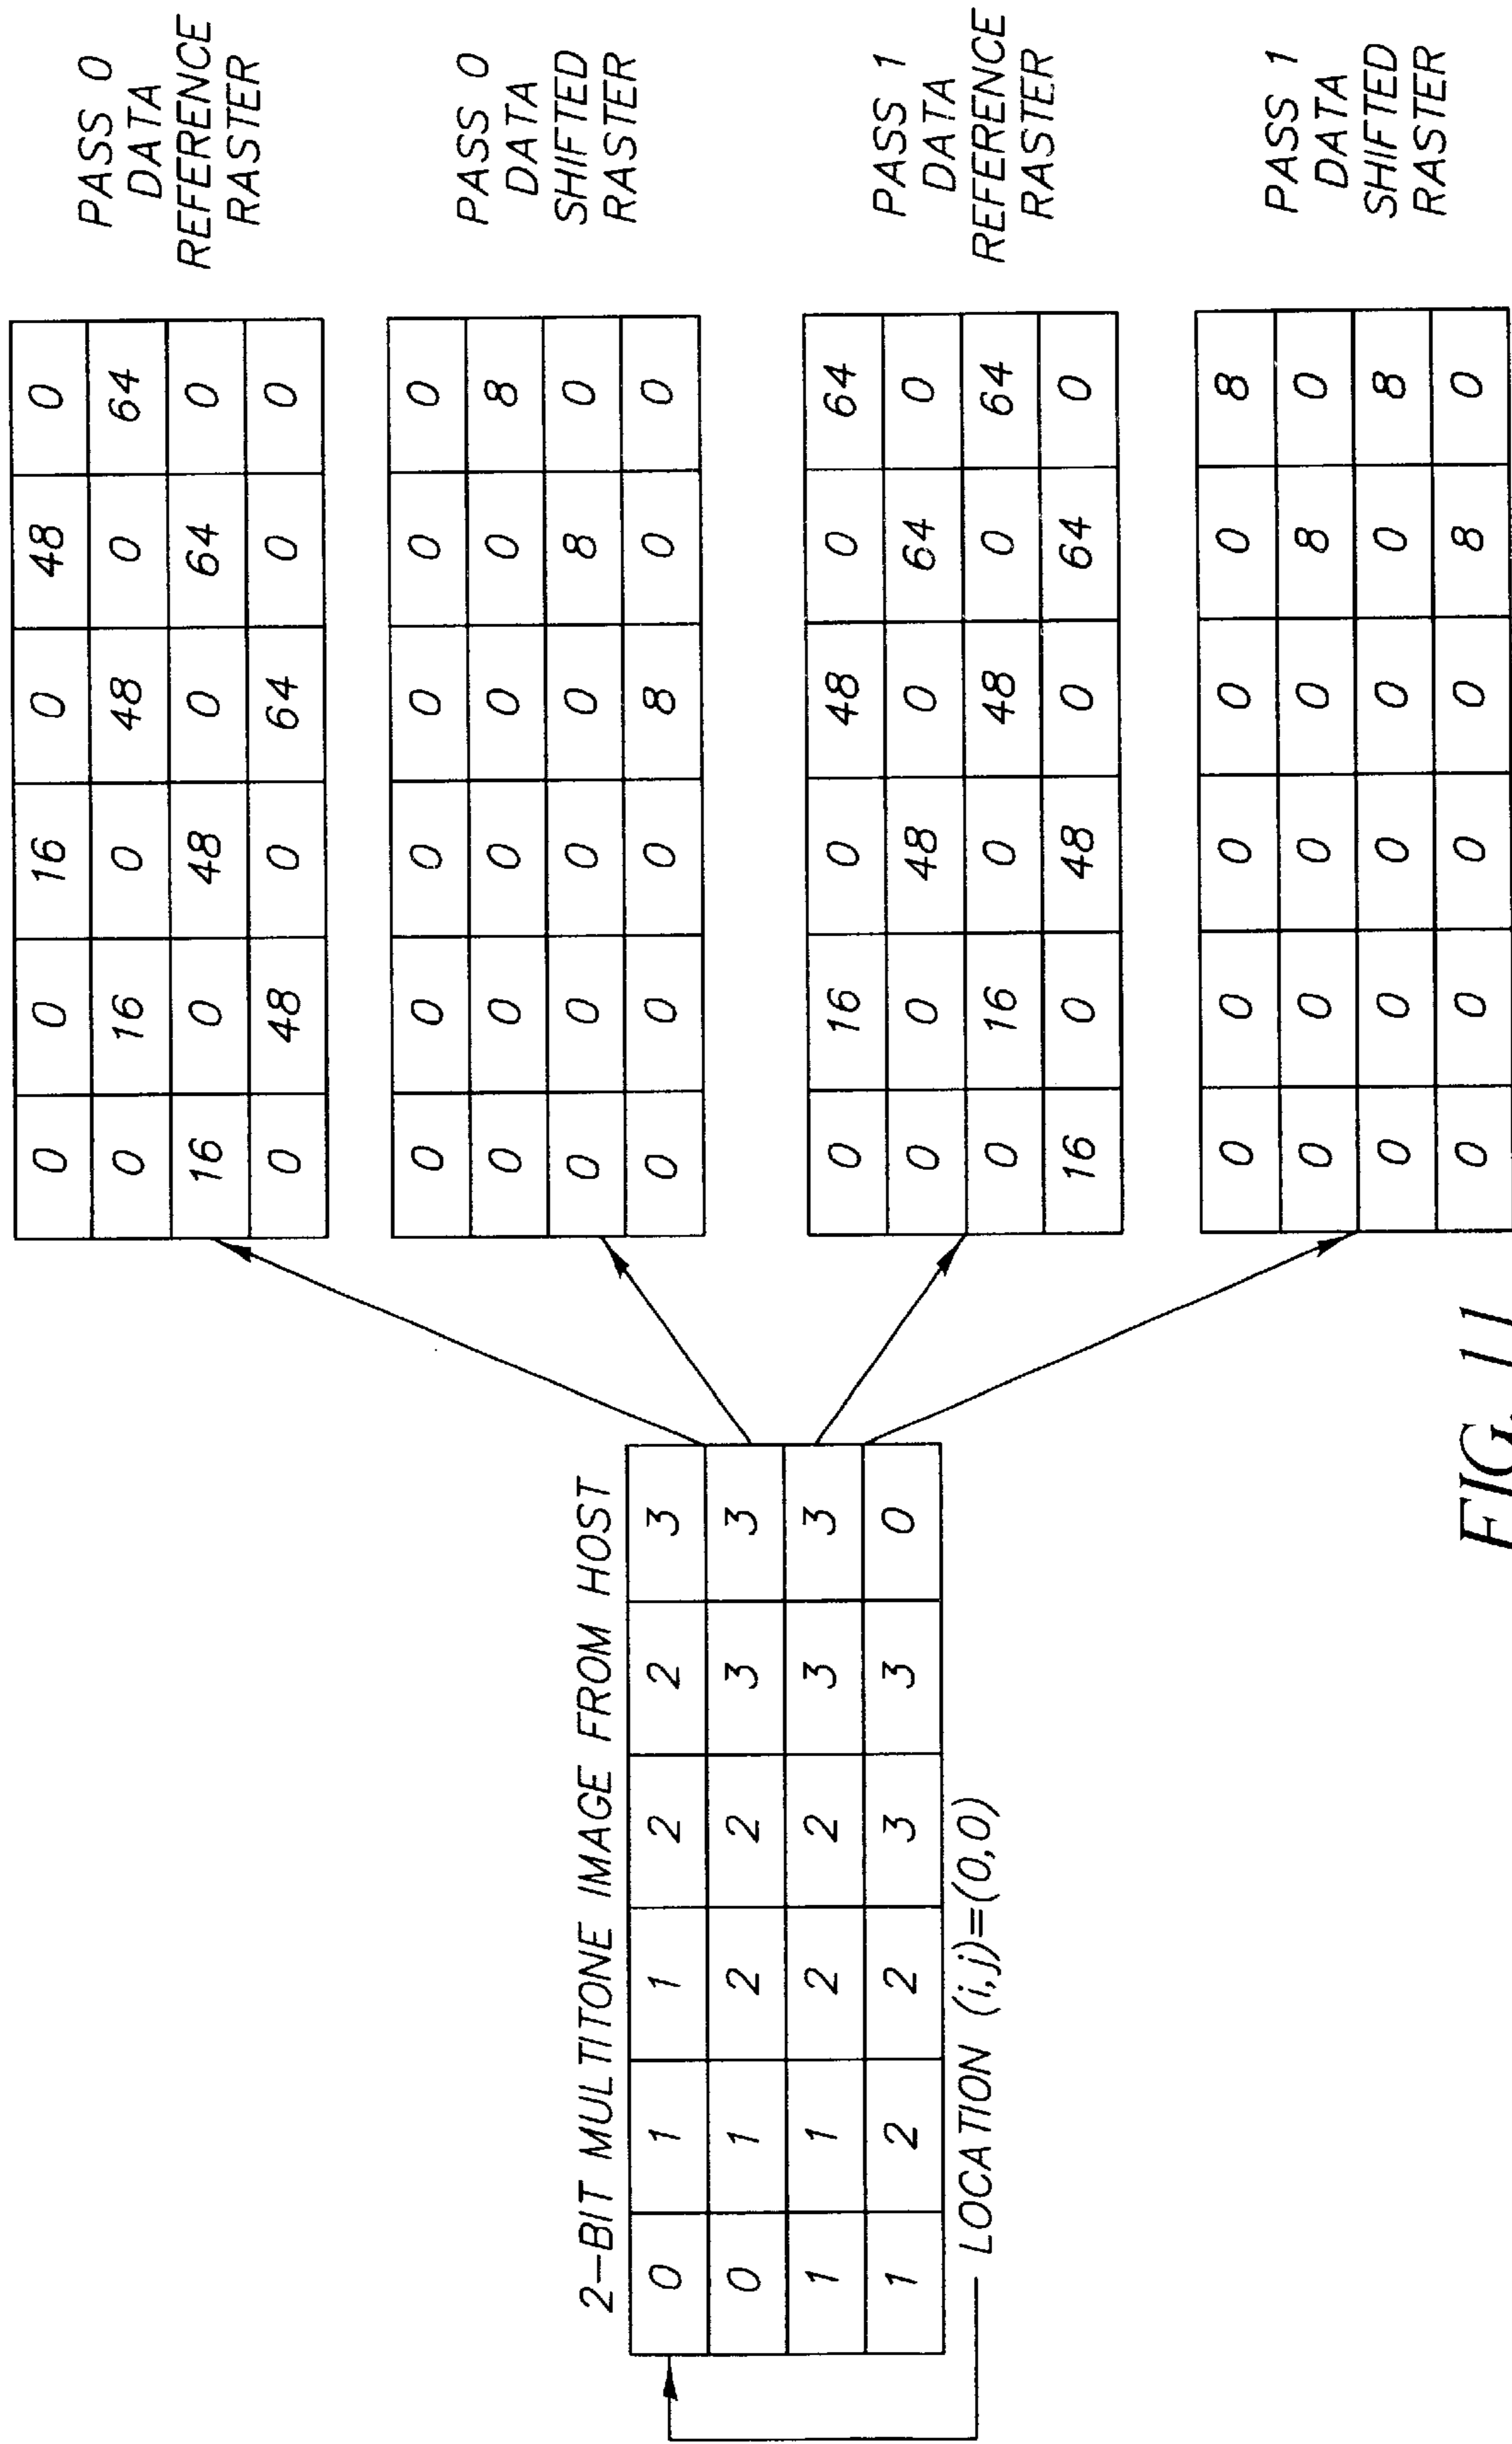 2-BIT MULTITONE IMAGE FROM HOST
0 1 1 2 2 3
0 1 2 2 3 3
1 1 2 2 3 3
1 2 2 3 3 0
LOCATION (i,j)=(0,0)
0 0 16 0 48 0
0 16 0 48 0 64
16 0 48 0 64 0
0 48 0 64 0 0
PASS 0
DATA
REFERENCE
RASTER
0 0 0 0 0 0
0 0 0 0 0 8
0 0 0 0 8 0
0 0 0 8 0 0
PASS 0
DATA
SHIFTED
RASTER
0 16 0 48 0 64
0 0 48 0 64 0
0 16 0 48 0 64
16 0 48 0 64 0
PASS 1
DATA
REFERENCE
RASTER
0 0 0 0 0 8
0 0 0 0 8 0
0 0 0 0 0 8
0 0 0 0 8 0
PASS 1
DATA
SHIFTED
RASTER
FIG. 11